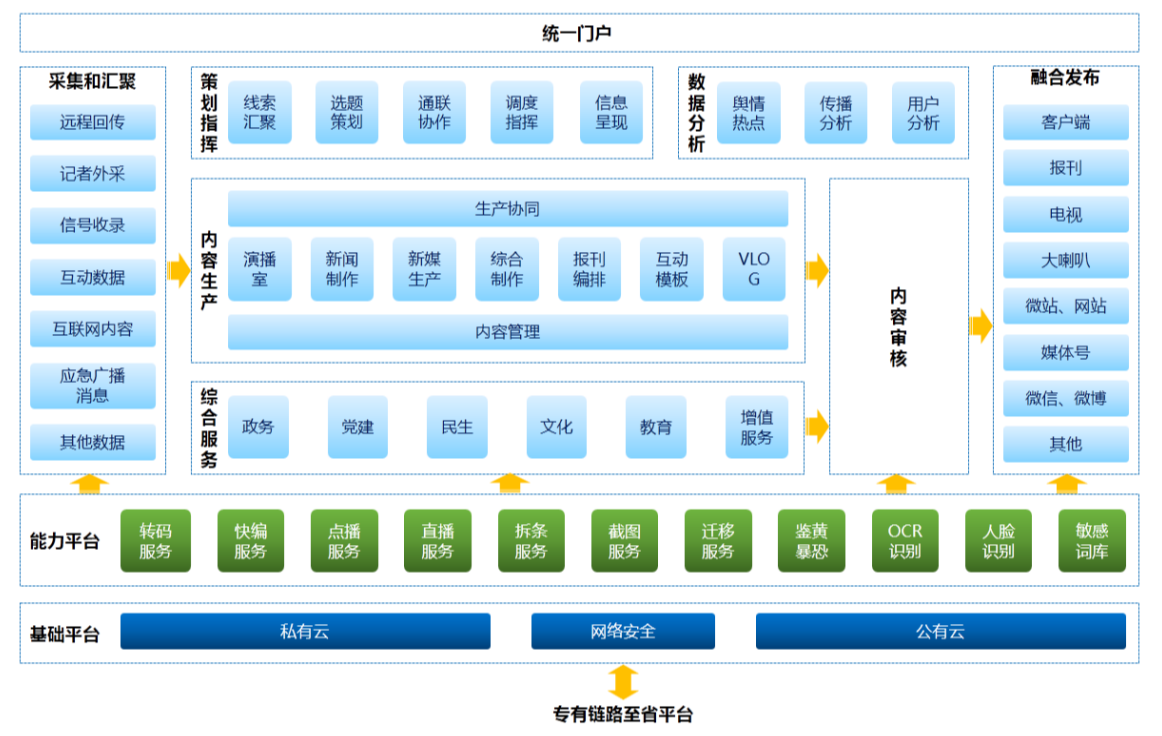 统一门户
采集和汇聚
远程回传
记者外采
信号收录
互动数据
互联网内容
应急广播
消息
其他数据
策划指挥
线索
汇聚
选题
策划
通联
协作
调度
指挥
信息
呈现
数据分析
舆情
热点
传播
分析
用户
分析
内容生产
生产协同
演播
室
新闻
制作
新媒
生产
综合
制作
报刊
编排
互动
模板
VLO
G
内容管理
综合服务
政务
党建
民生
文化
教育
增值
服务
内容审核
融合发布
客户端
报刊
电视
大喇叭
微站、网站
媒体号
微信、微博
其他
能力平台
转码
服务
快编
服务
点播
服务
直播
服务
拆条
服务
截图
服务
迁移
服务
鉴黄
暴恐
OCR
识别
人脸
识别
敏感
词库
基础平台
私有云
网络安全
公有云
专有链路至省平台